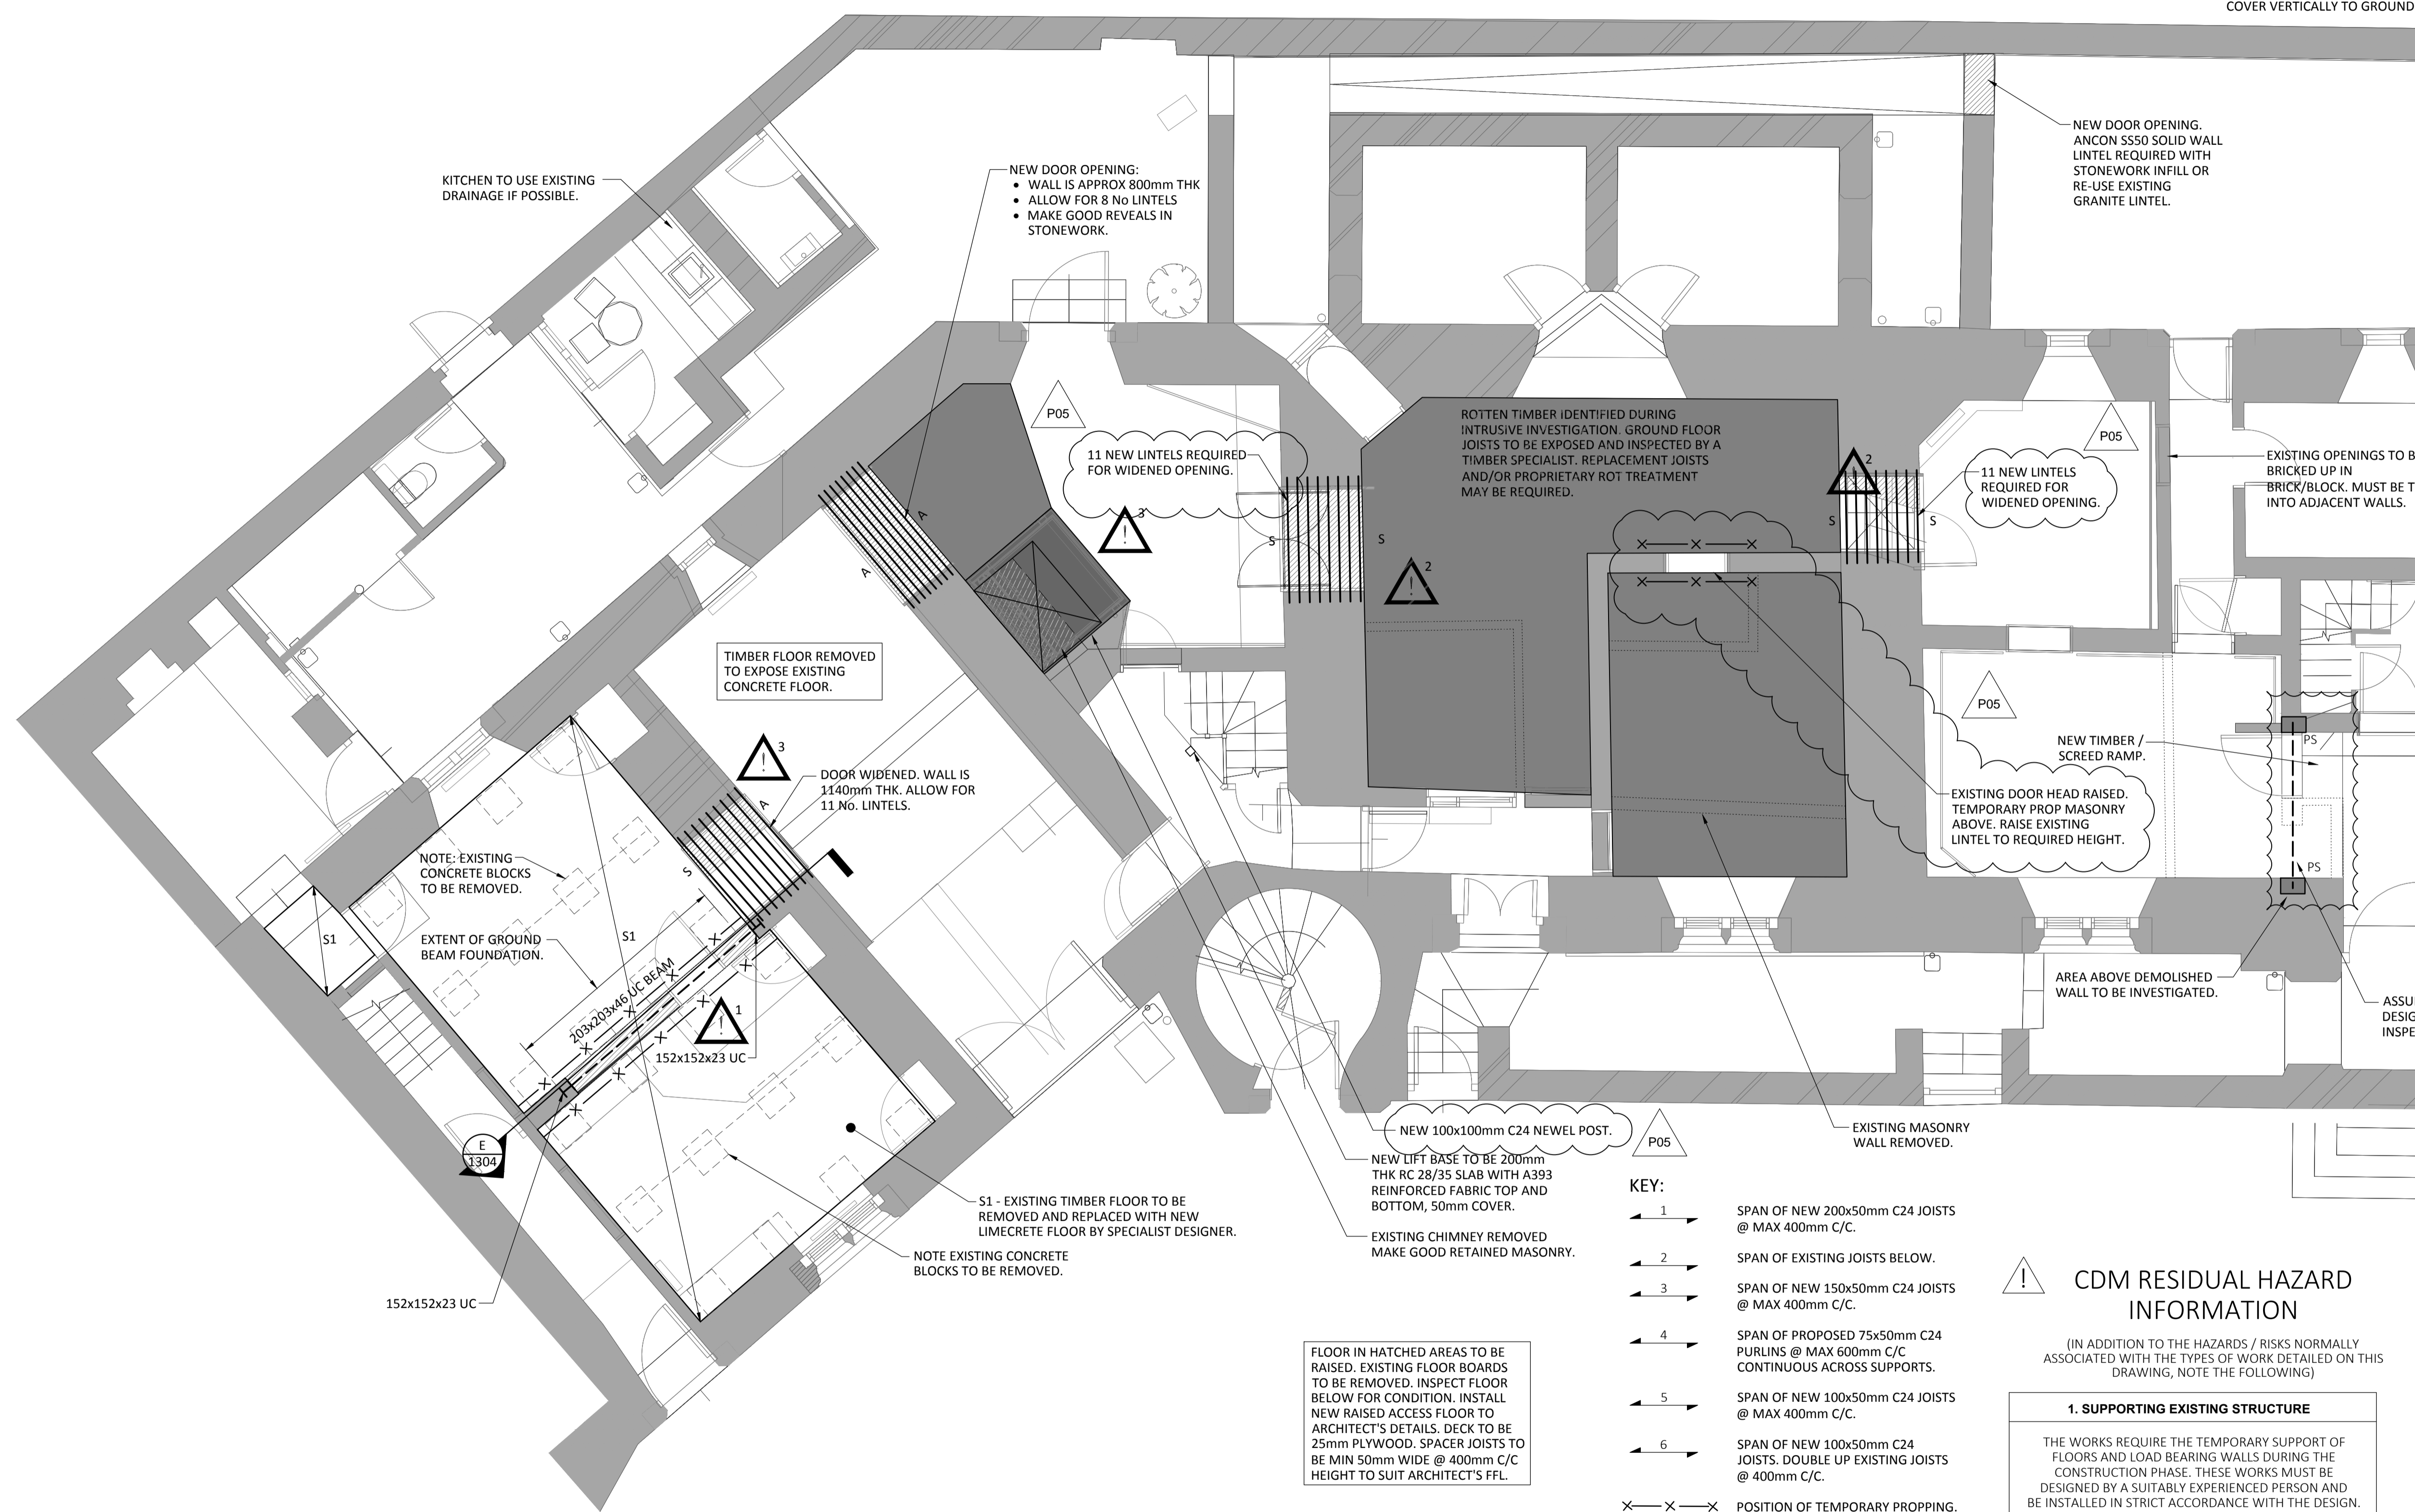 COVER VERTICALLY TO GROUND
KITCHEN TO USE EXISTING
DRAINAGE IF POSSIBLE.
NEW DOOR OPENING:
• WALL IS APPROX 800mm THK
• ALLOW FOR 8 No LINTELS
• MAKE GOOD REVEALS IN
STONEWORK.
NEW DOOR OPENING.
ANCON SS50 SOLID WALL
LINTEL REQUIRED WITH
STONEWORK INFILL OR
RE-USE EXISTING
GRANITE LINTEL.
P05
11 NEW LINTELS REQUIRED
FOR WIDENED OPENING.
3
ROTTEN TIMBER IDENTIFIED DURING
INTRUSIVE INVESTIGATION. GROUND FLOOR
JOISTS TO BE EXPOSED AND INSPECTED BY A
TIMBER SPECIALIST. REPLACEMENT JOISTS
AND/OR PROPRIETARY ROT TREATMENT
MAY BE REQUIRED.
2
P05
11 NEW LINTELS
REQUIRED FOR
WIDENED OPENING.
EXISTING OPENINGS TO B
BRICKED UP IN
BRICK/BLOCK. MUST BE T
INTO ADJACENT WALLS.
A
A
S
S
S
S
2
TIMBER FLOOR REMOVED
TO EXPOSE EXISTING
CONCRETE FLOOR.
P05
NEW TIMBER /
SCREED RAMP.
PS
PS
3
DOOR WIDENED. WALL IS
1140mm THK. ALLOW FOR
11 No. LINTELS.
A
S
EXISTING DOOR HEAD RAISED.
TEMPORARY PROP MASONRY
ABOVE. RAISE EXISTING
LINTEL TO REQUIRED HEIGHT.
NOTE: EXISTING
CONCRETE BLOCKS
TO BE REMOVED.
S1
EXTENT OF GROUND
BEAM FOUNDATION.
S1
203x203x46 UC BEAM
1
152x152x23 UC
AREA ABOVE DEMOLISHED
WALL TO BE INVESTIGATED.
ASSU
DESIG
INSPE
E
1304
NEW 100x100mm C24 NEWEL POST.
P05
EXISTING MASONRY
WALL REMOVED.
NEW LIFT BASE TO BE 200mm
THK RC 28/35 SLAB WITH A393
REINFORCED FABRIC TOP AND
BOTTOM, 50mm COVER.
EXISTING CHIMNEY REMOVED
MAKE GOOD RETAINED MASONRY.
S1 - EXISTING TIMBER FLOOR TO BE
REMOVED AND REPLACED WITH NEW
LIMECRETE FLOOR BY SPECIALIST DESIGNER.
NOTE EXISTING CONCRETE
BLOCKS TO BE REMOVED.
152x152x23 UC
FLOOR IN HATCHED AREAS TO BE
RAISED. EXISTING FLOOR BOARDS
TO BE REMOVED. INSPECT FLOOR
BELOW FOR CONDITION. INSTALL
NEW RAISED ACCESS FLOOR TO
ARCHITECT'S DETAILS. DECK TO BE
25mm PLYWOOD. SPACER JOISTS TO
BE MIN 50mm WIDE @ 400mm C/C
HEIGHT TO SUIT ARCHITECT'S FFL.
KEY:
1 SPAN OF NEW 200x50mm C24 JOISTS
@ MAX 400mm C/C.
2 SPAN OF EXISTING JOISTS BELOW.
3 SPAN OF NEW 150x50mm C24 JOISTS
@ MAX 400mm C/C.
4 SPAN OF PROPOSED 75x50mm C24
PURLINS @ MAX 600mm C/C
CONTINUOUS ACROSS SUPPORTS.
5 SPAN OF NEW 100x50mm C24 JOISTS
@ MAX 400mm C/C.
6 SPAN OF NEW 100x50mm C24
JOISTS. DOUBLE UP EXISTING JOISTS
@ 400mm C/C.
POSITION OF TEMPORARY PROPPING.
! CDM RESIDUAL HAZARD
INFORMATION
(IN ADDITION TO THE HAZARDS / RISKS NORMALLY
ASSOCIATED WITH THE TYPES OF WORK DETAILED ON THIS
DRAWING, NOTE THE FOLLOWING)
1. SUPPORTING EXISTING STRUCTURE
THE WORKS REQUIRE THE TEMPORARY SUPPORT OF
FLOORS AND LOAD BEARING WALLS DURING THE
CONSTRUCTION PHASE. THESE WORKS MUST BE
DESIGNED BY A SUITABLY EXPERIENCED PERSON AND
BE INSTALLED IN STRICT ACCORDANCE WITH THE DESIGN.